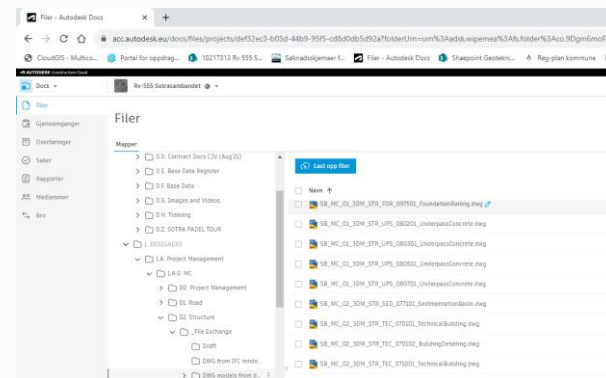 Filer - Autodesk Docs
acc.autodesk.eu/docs/files/projects/def32ec3-b03d-44b9-95f5-cd8d0db5d92a?folderUrn=urn%3Aadsk.wipemea%3Afs.folder%3Aco.9Dgm6moF
CloudGIS - Multico... Portal for oppdrag... 10217313 Rv 555 S... Søknadsskjemaer f... Filer - Autodesk Docs Shaepoint Geotekni... Reg-plan kommune
AUTODESK Construction Cloud
Docs Rv-555 Sotrasambandet
Filer
Gjennomganger
Overføringer
Saker
Rapporter
Medlemmer
Bro
Filer
Mapper
0.D. Contract Docs C3V (Aug'21)
0.E. Base Data Register
0.F. Base Data
0.G. Images and Videos
0.H. Training
0.Z. SOTRA PADEL TOUR
1. DESIGNERS
1.A. Project Management
1.A.0. MC
00. Project Management
01. Road
02. Structure
_File Exchange
Draft
DWG from IFC tende...
DWG models from d...
Last opp filer
Navn
SB_MC_01_3DM_STR_FOR_097501_FoundationRailing.dwg
SB_MC_01_3DM_STR_UPS_080201_UnderpassConcrete.dwg
SB_MC_01_3DM_STR_UPS_080301_UnderpassConcrete.dwg
SB_MC_01_3DM_STR_UPS_080501_UnderpassConcrete.dwg
SB_MC_01_3DM_STR_UPS_080701_UnderpassConcrete.dwg
SB_MC_02_3DM_STR_SED_077101_SedimentationBasin.dwg
SB_MC_02_3DM_STR_TEC_070101_TechnicalBuilding.dwg
SB_MC_02_3DM_STR_TEC_070102_BuildingDetailing.dwg
SB_MC_02_3DM_STR_TEC_071001_TechnicalBuilding.dwg